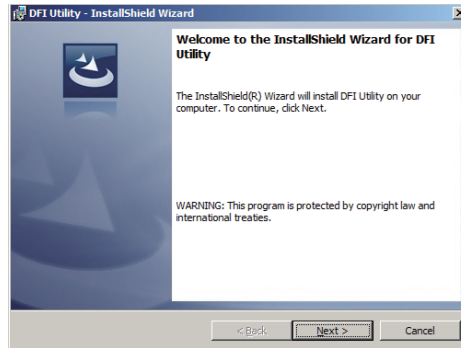 DFI Utility - InstallShield Wizard
Welcome to the InstallShield Wizard for DFI
Utility
The InstallShield(R) Wizard will install DFI Utility on your
computer. To continue, click Next.
WARNING: This program is protected by copyright law and
international treaties.
< Back
Next >
Cancel